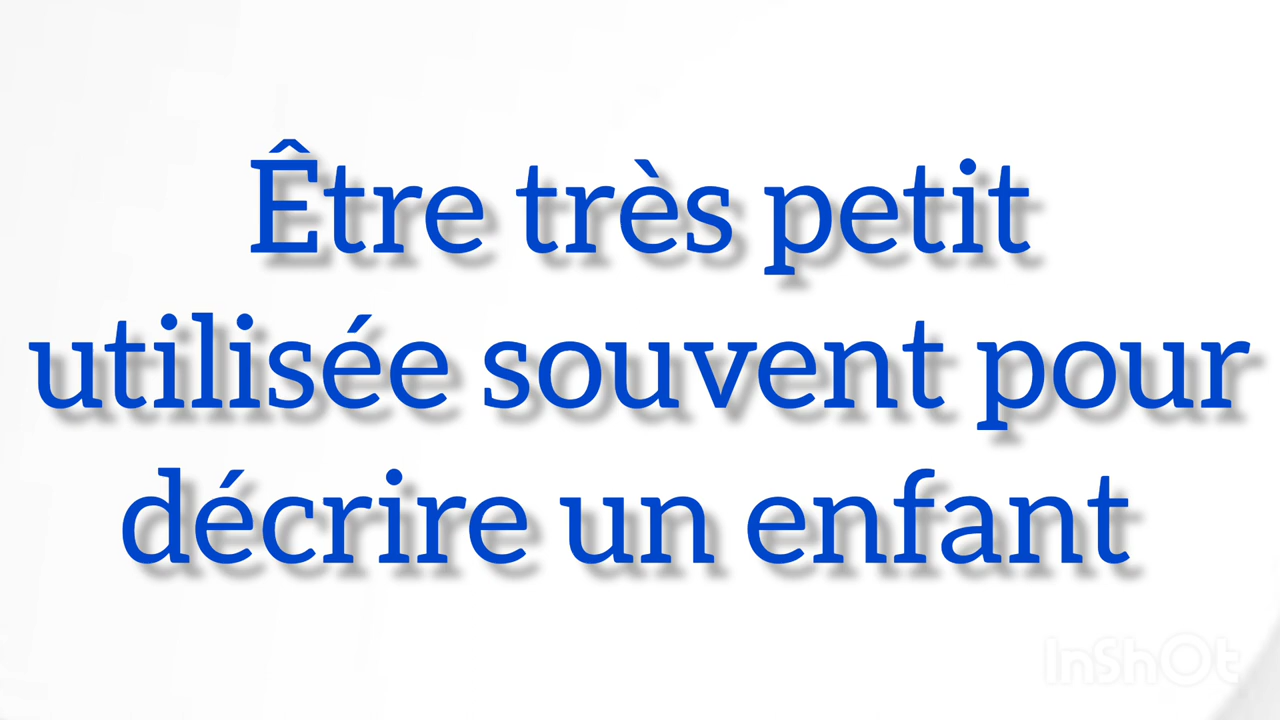 Être très petit
utilisée souvent pour
décrire un enfant
InShOt